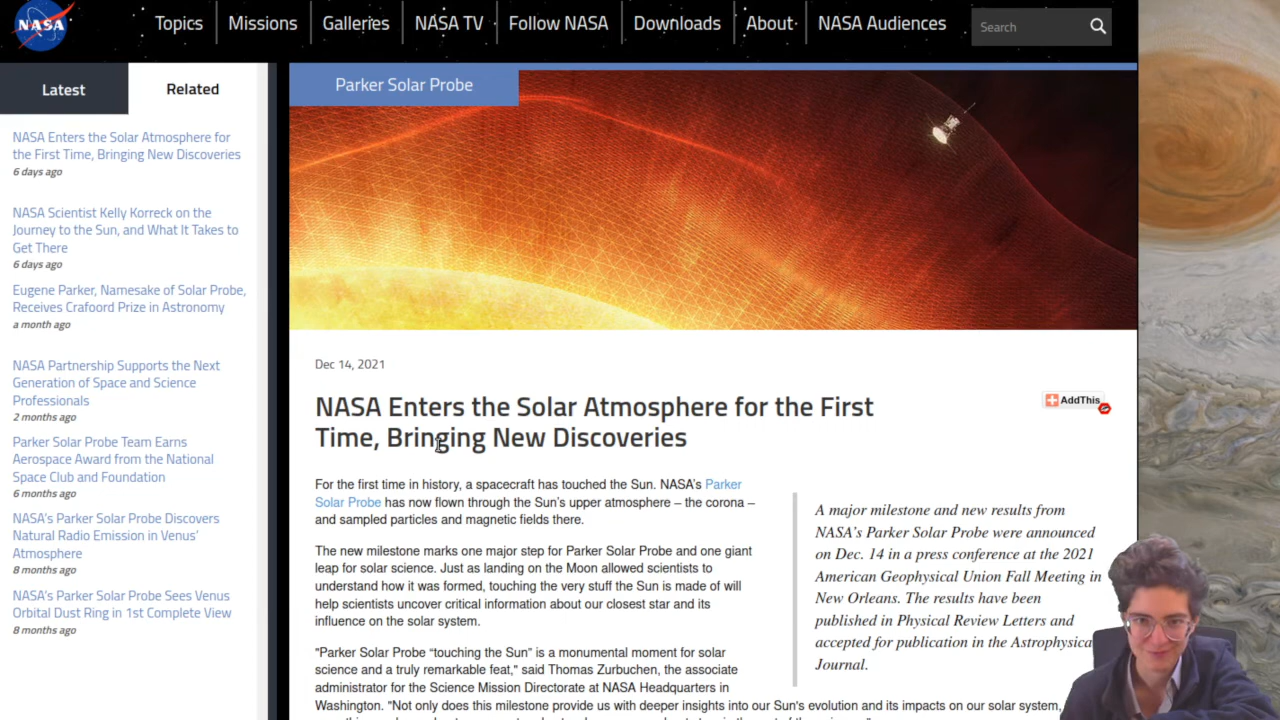 NASA
Topics
Missions
Galleries
NASA TV
Follow NASA
Downloads
About
NASA Audiences
Search
Latest
Related
NASA Enters the Solar Atmosphere for
the First Time, Bringing New Discoveries
6 days ago
NASA Scientist Kelly Korreck on the
Journey to the Sun, and What It Takes to
Get There
6 days ago
Eugene Parker, Namesake of Solar Probe,
Receives Crafoord Prize in Astronomy
a month ago
NASA Partnership Supports the Next
Generation of Space and Science
Professionals
2 months ago
Parker Solar Probe Team Earns
Aerospace Award from the National
Space Club and Foundation
6 months ago
NASA's Parker Solar Probe Discovers
Natural Radio Emission in Venus'
Atmosphere
8 months ago
NASA's Parker Solar Probe Sees Venus
Orbital Dust Ring in 1st Complete View
8 months ago
Parker Solar Probe
Dec 14, 2021
AddThis
NASA Enters the Solar Atmosphere for the First
Time, Bringing New Discoveries
For the first time in history, a spacecraft has touched the Sun. NASA's Parker
Solar Probe has now flown through the Sun's upper atmosphere – the corona –
and sampled particles and magnetic fields there.
The new milestone marks one major step for Parker Solar Probe and one giant
leap for solar science. Just as landing on the Moon allowed scientists to
understand how it was formed, touching the very stuff the Sun is made of will
help scientists uncover critical information about our closest star and its
influence on the solar system.
"Parker Solar Probe “touching the Sun” is a monumental moment for solar
science and a truly remarkable feat," said Thomas Zurbuchen, the associate
administrator for the Science Mission Directorate at NASA Headquarters in
Washington. "Not only does this milestone provide us with deeper insights into our Sun's evolution and its impacts on our solar system,
A major milestone and new results from
NASA's Parker Solar Probe were announced
on Dec. 14 in a press conference at the 2021
American Geophysical Union Fall Meeting in
New Orleans. The results have been
published in Physical Review Letters and
accepted for publication in the Astrophysical
Journal.